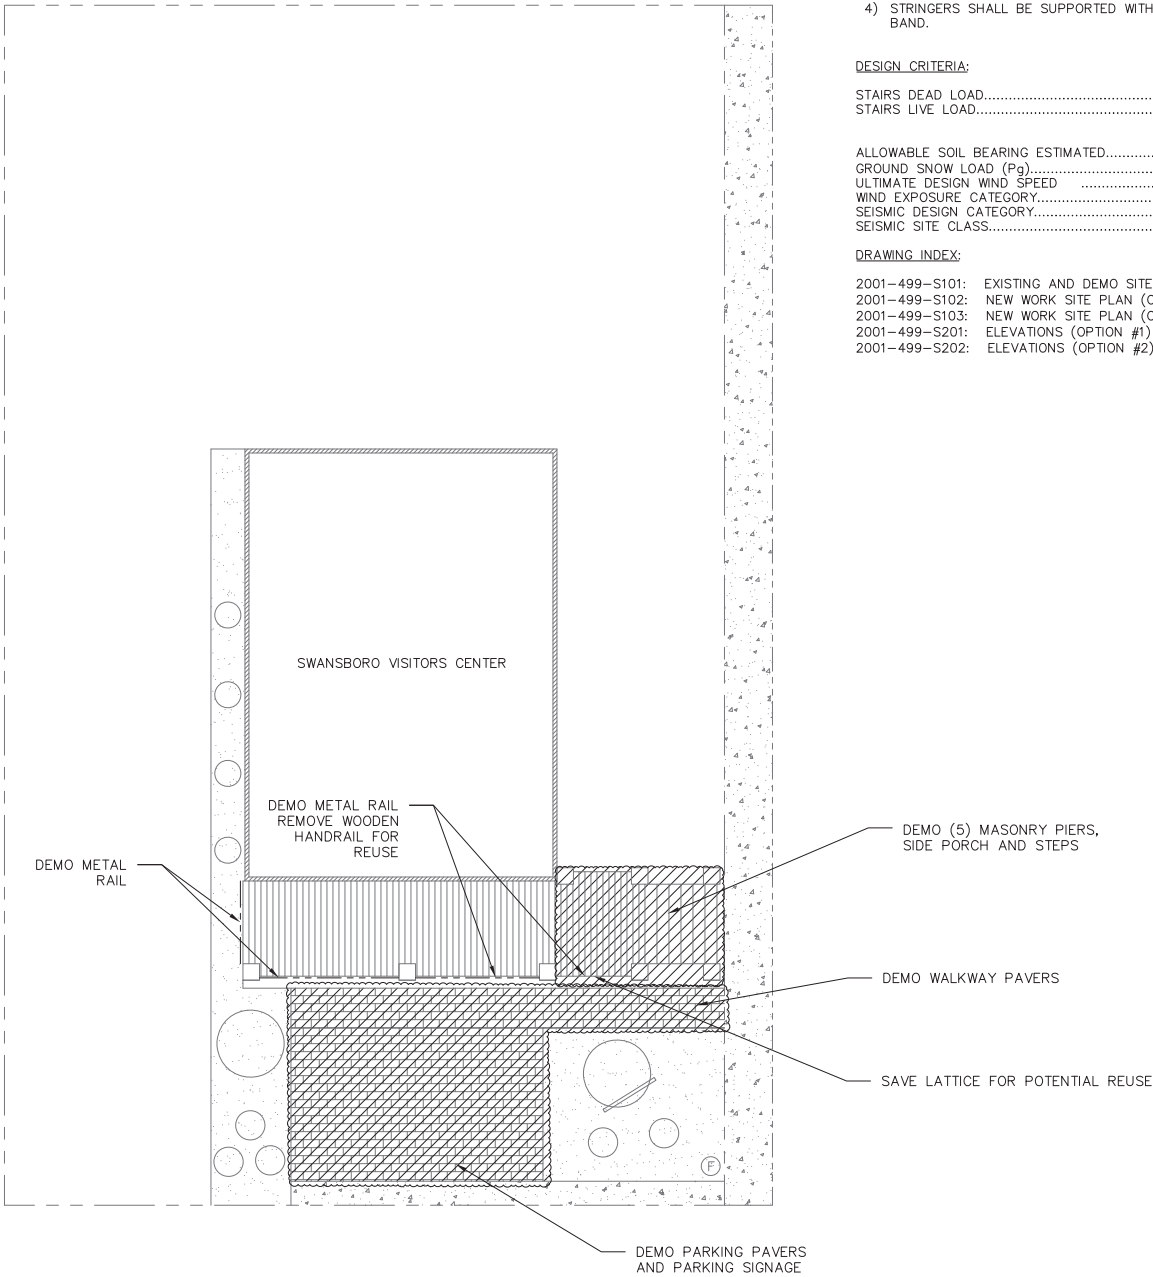 4) STRINGERS SHALL BE SUPPORTED WITH
BAND.
DESIGN CRITERIA:
STAIRS DEAD LOAD
STAIRS LIVE LOAD
ALLOWABLE SOIL BEARING ESTIMATED
GROUND SNOW LOAD (Pg)
ULTIMATE DESIGN WIND SPEED
WIND EXPOSURE CATEGORY
SEISMIC DESIGN CATEGORY
SEISMIC SITE CLASS
DRAWING INDEX:
2001-499-S101: EXISTING AND DEMO SITE
2001-499-S102: NEW WORK SITE PLAN (
2001-499-S103: NEW WORK SITE PLAN (
2001-499-S201: ELEVATIONS (OPTION #1)
2001-499-S202: ELEVATIONS (OPTION #2)
SWANSBORO VISITORS CENTER
DEMO METAL RAIL
REMOVE WOODEN
HANDRAIL FOR
REUSE
DEMO METAL
RAIL
DEMO (5) MASONRY PIERS,
SIDE PORCH AND STEPS
DEMO WALKWAY PAVERS
SAVE LATTICE FOR POTENTIAL REUSE
F
DEMO PARKING PAVERS
AND PARKING SIGNAGE